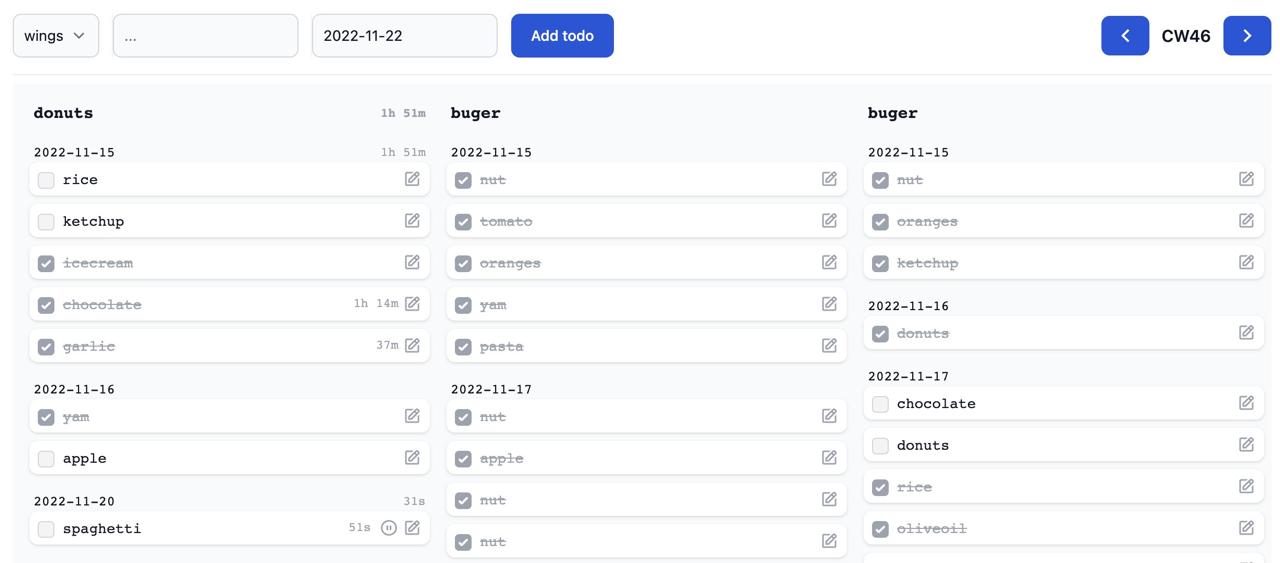 wings
...
2022-11-22
Add todo
CW46
donuts 1h 51m
2022-11-15 1h 51m
rice
ketchup
icecream
chocolate 1h 14m
garlic 37m
2022-11-16
yam
apple
2022-11-20 31s
spaghetti 51s
buger
2022-11-15
nut
tomato
oranges
yam
pasta
2022-11-17
nut
apple
nut
nut
buger
2022-11-15
nut
oranges
ketchup
2022-11-16
donuts
2022-11-17
chocolate
donuts
rice
oliveoil